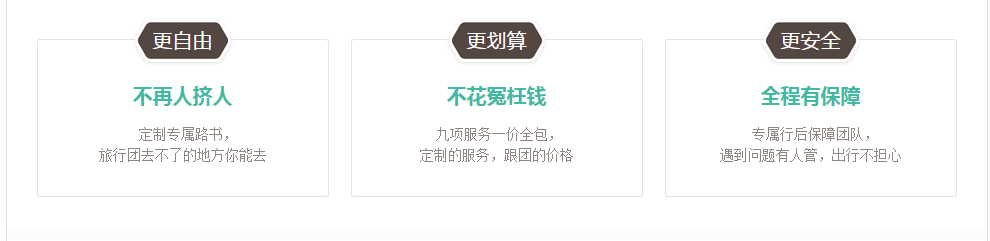 更自由
不再人挤人
定制专属路书，
旅行团去不了的地方你能去
更划算
不花冤枉钱
九项服务一价全包，
定制的服务，跟团的价格
更安全
全程有保障
专属行后保障团队，
遇到问题有人管，出行不担心